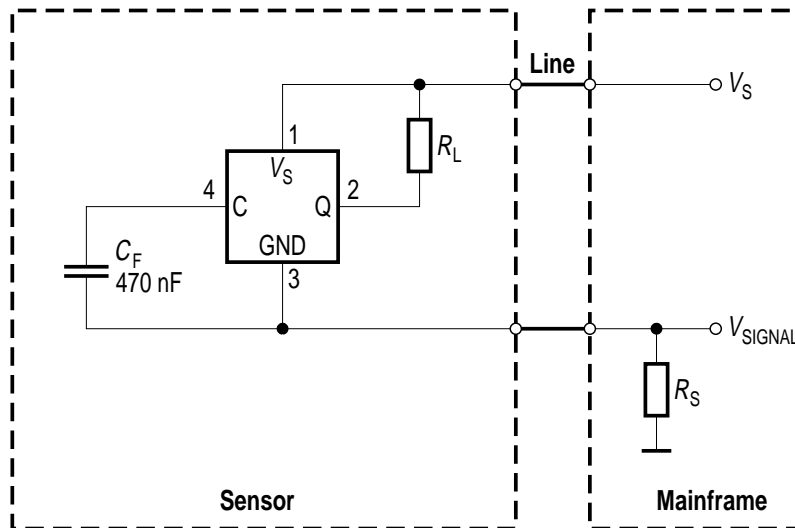 Line
V_S
1
R_L
V_S
4
2
C
Q
GND
C_F
470 nF
3
V_SIGNAL
R_S
Sensor
Mainframe